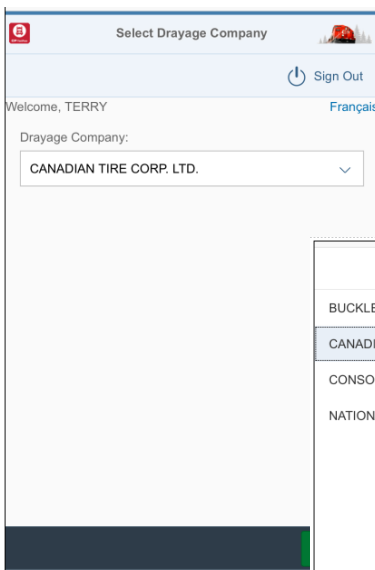 Select Drayage Company
Sign Out
Welcome, TERRY
Français
Drayage Company:
CANADIAN TIRE CORP. LTD.
BUCKLE
CANADI
CONSO
NATION